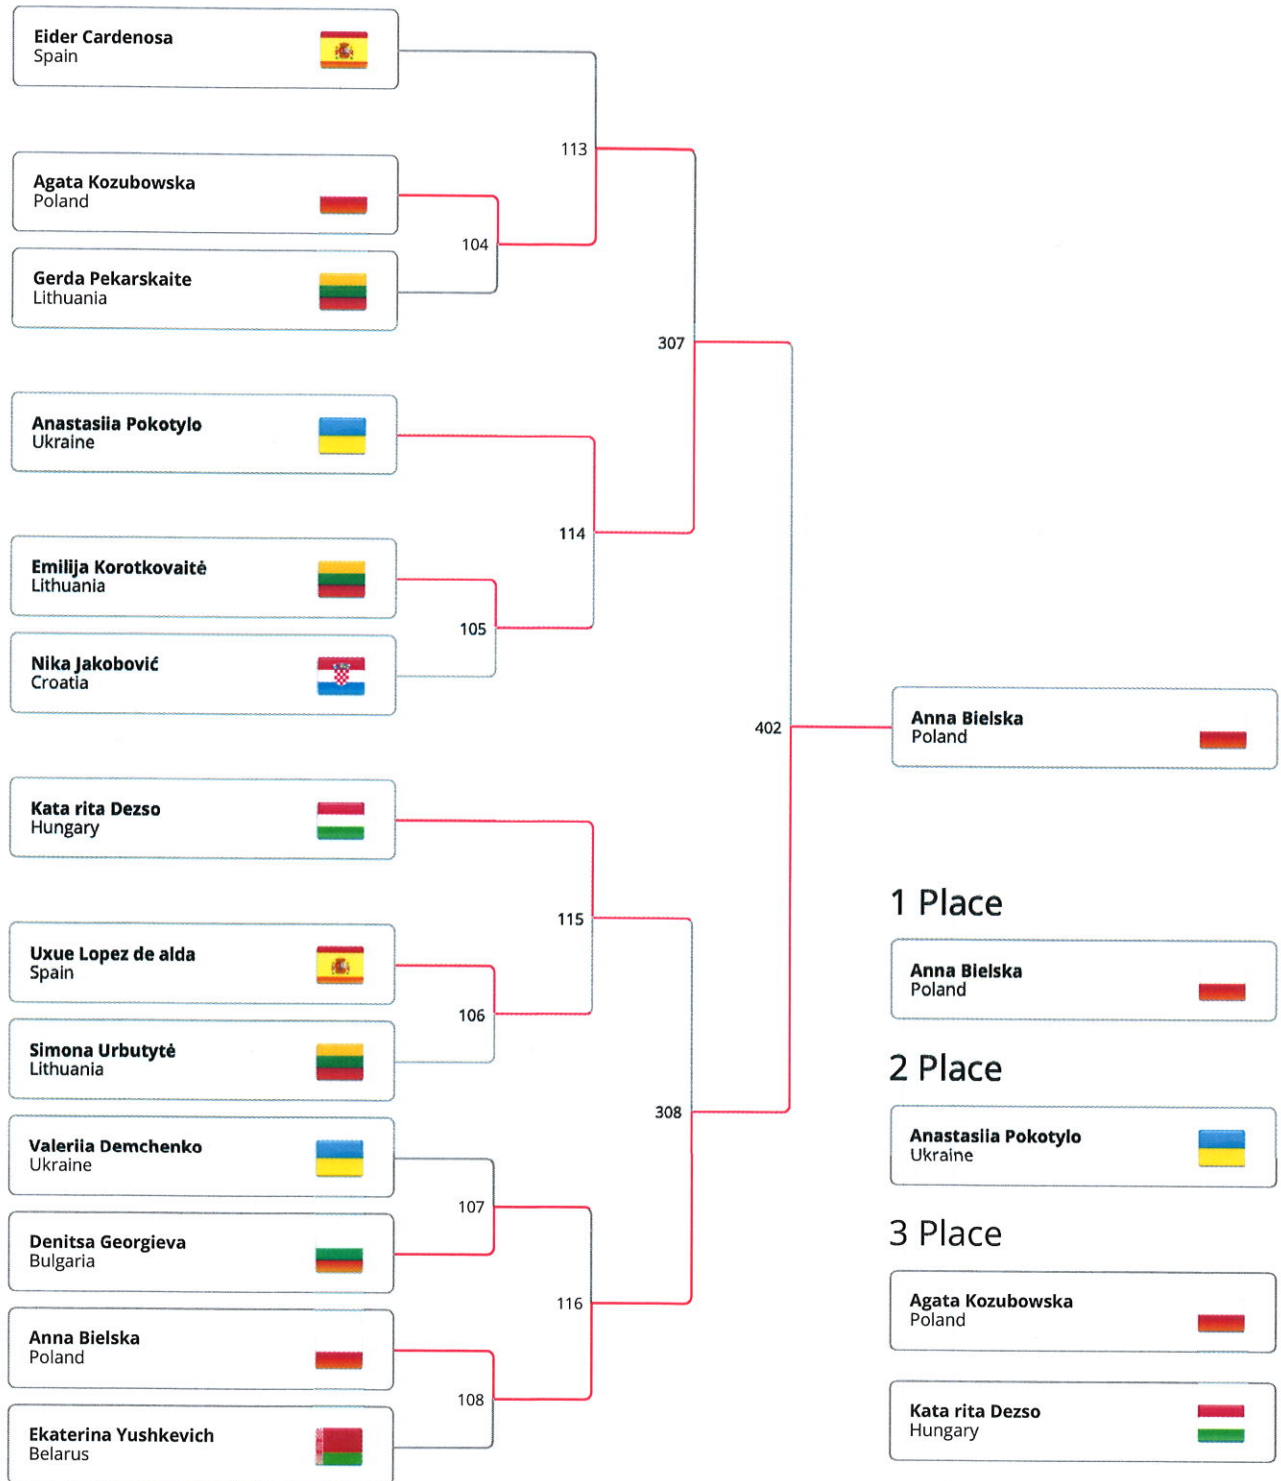 Eider Cardenosa
Spain
113
Agata Kozubowska
Poland
104
Gerda Pekarskaite
Lithuania
307
Anastasiia Pokotylo
Ukraine
114
Emilija Korotkovaitė
Lithuania
105
Nika Jakobović
Croatia
402
Anna Bielska
Poland
Kata rita Dezso
Hungary
115
Uxue Lopez de alda
Spain
106
Simona Urbutytė
Lithuania
308
Valeriia Demchenko
Ukraine
107
Denitsa Georgieva
Bulgaria
116
Anna Bielska
Poland
108
Ekaterina Yushkevich
Belarus
1 Place
Anna Bielska
Poland
2 Place
Anastasiia Pokotylo
Ukraine
3 Place
Agata Kozubowska
Poland
Kata rita Dezso
Hungary